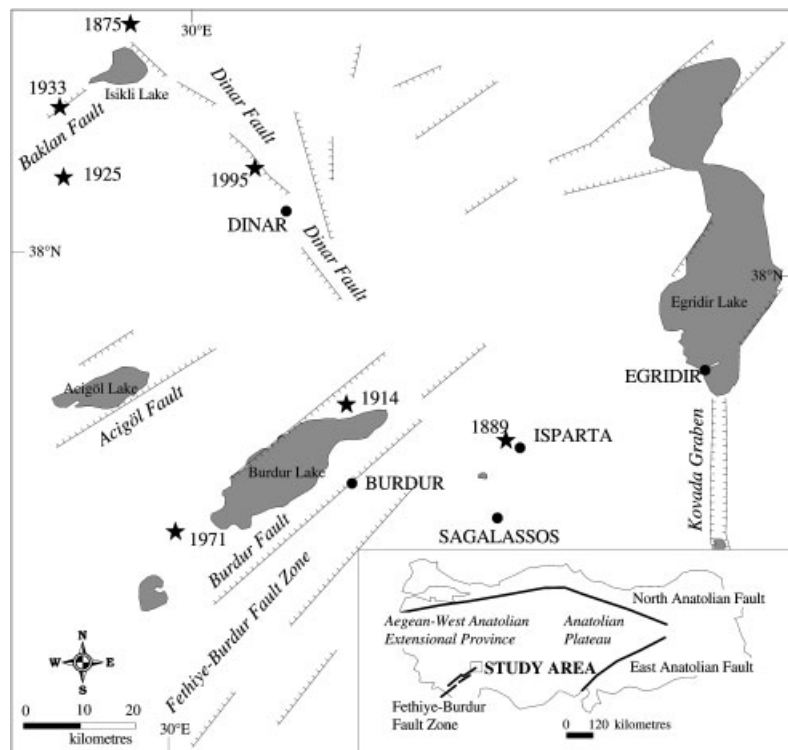 1875
30°E
1933
Isikli Lake
Dinar Fault
Baklan Fault
1925
1995
DINAR
Dinar Fault
38°N
38°N
Egridir Lake
Acigöl Lake
Acigöl Fault
EGRIDIR
1914
1889
ISPARTA
Kovada Graben
Burdur Lake
BURDUR
SAGALASSOS
1971
Burdur Fault
Fethiye-Burdur Fault Zone
N
W E
S
0 20
kilometres
30°E
North Anatolian Fault
Aegean-West Anatolian
Extensional Province
Anatolian
Plateau
STUDY AREA
East Anatolian Fault
Fethiye-Burdur
Fault Zone
0 120 kilometres